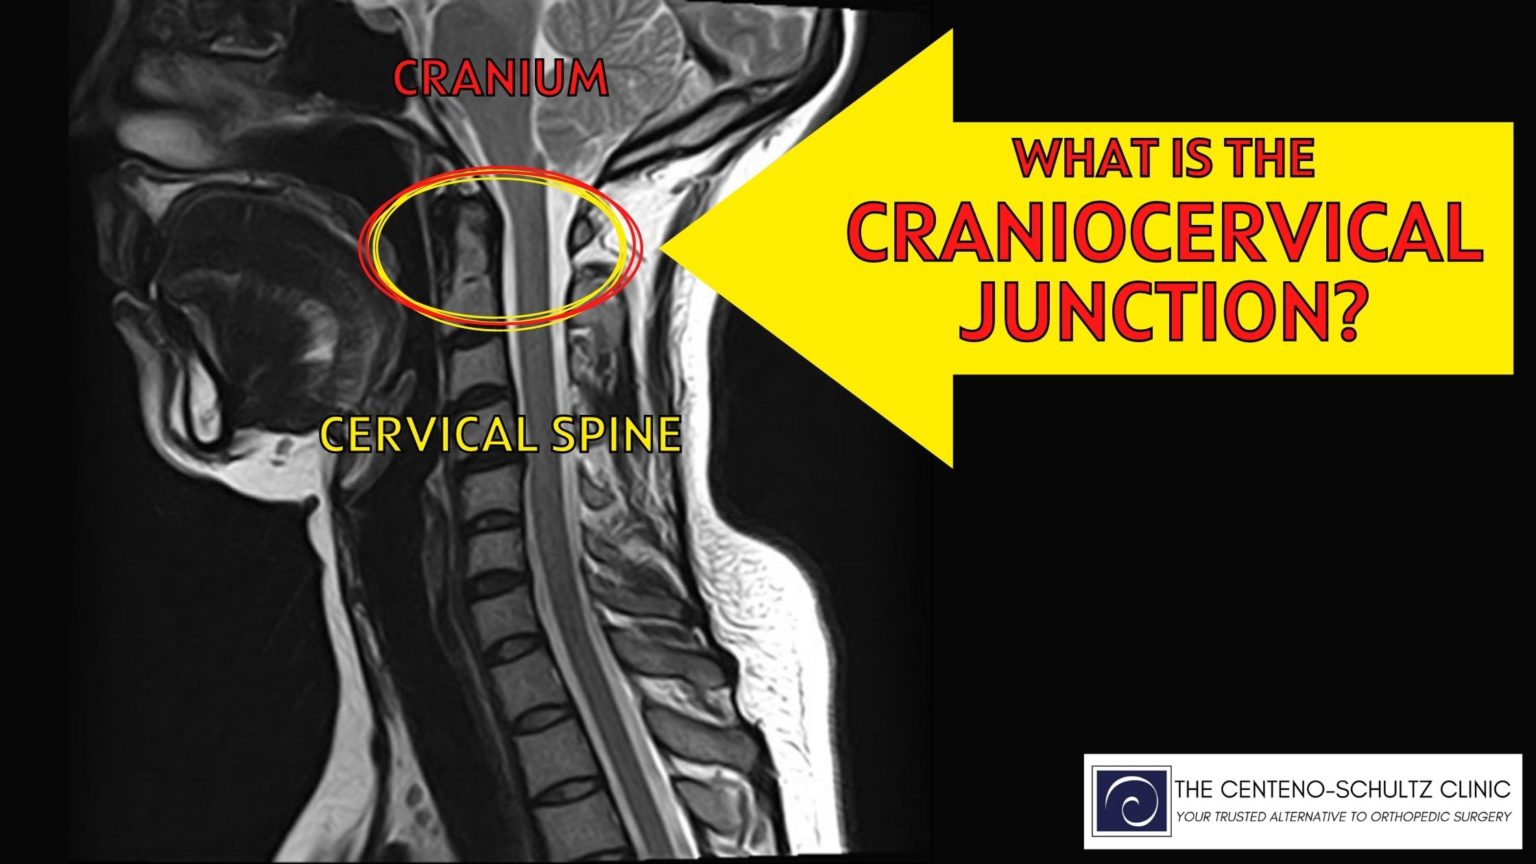 CRANIUM
WHAT IS THE
CRANIOCERVICAL
JUNCTION?
CERVICAL SPINE
THE CENTENO-SCHULTZ CLINIC
YOUR TRUSTED ALTERNATIVE TO ORTHOPEDIC SURGERY